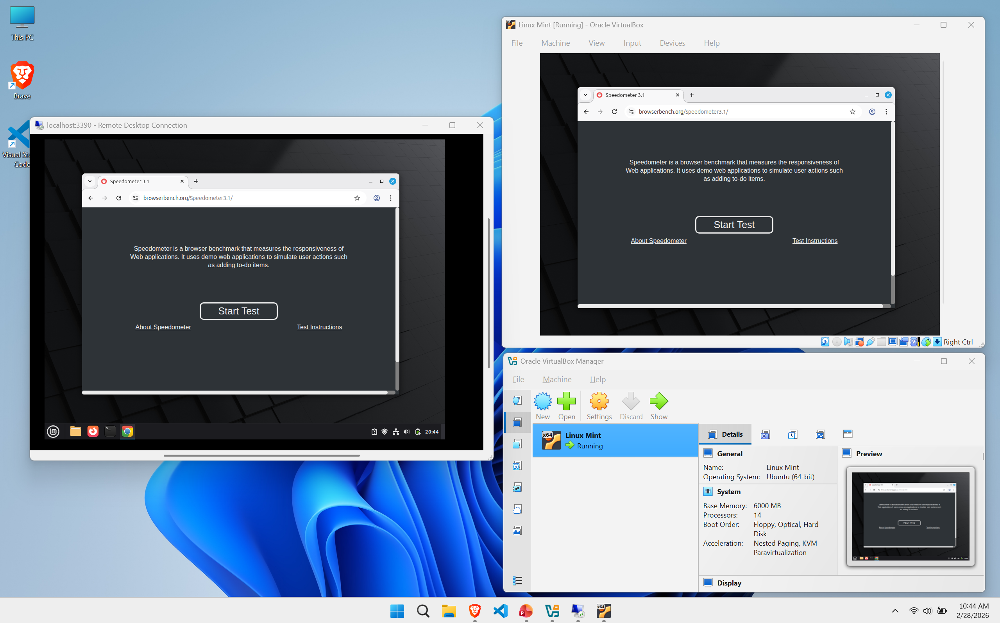 This PC
Brave
Visual Stu
Code
localhost:3390 - Remote Desktop Connection
Speedometer 3.1
browserbench.org/Speedometer3.1/
Speedometer is a browser benchmark that measures the responsiveness of
Web applications. It uses demo web applications to simulate user actions such
as adding to-do items.
Start Test
About Speedometer
Test Instructions
20:44
x64
Linux Mint [Running] - Oracle VirtualBox
File
Machine
View
Input
Devices
Help
Speedometer 3.1
browserbench.org/Speedometer3.1/
Speedometer is a browser benchmark that measures the responsiveness of
Web applications. It uses demo web applications to simulate user actions such
as adding to-do items.
Start Test
About Speedometer
Test Instructions
Right Ctrl
Oracle VirtualBox Manager
File
Machine
Help
New
Open
Settings
Discard
Show
x64
Linux Mint
Running
Details
General
Name: Linux Mint
Operating System: Ubuntu (64-bit)
System
Base Memory: 6000 MB
Processors: 14
Boot Order: Floppy, Optical, Hard
Disk
Acceleration: Nested Paging, KVM
Paravirtualization
Preview
Start Test
Display
x64
10:44 AM
2/28/2026